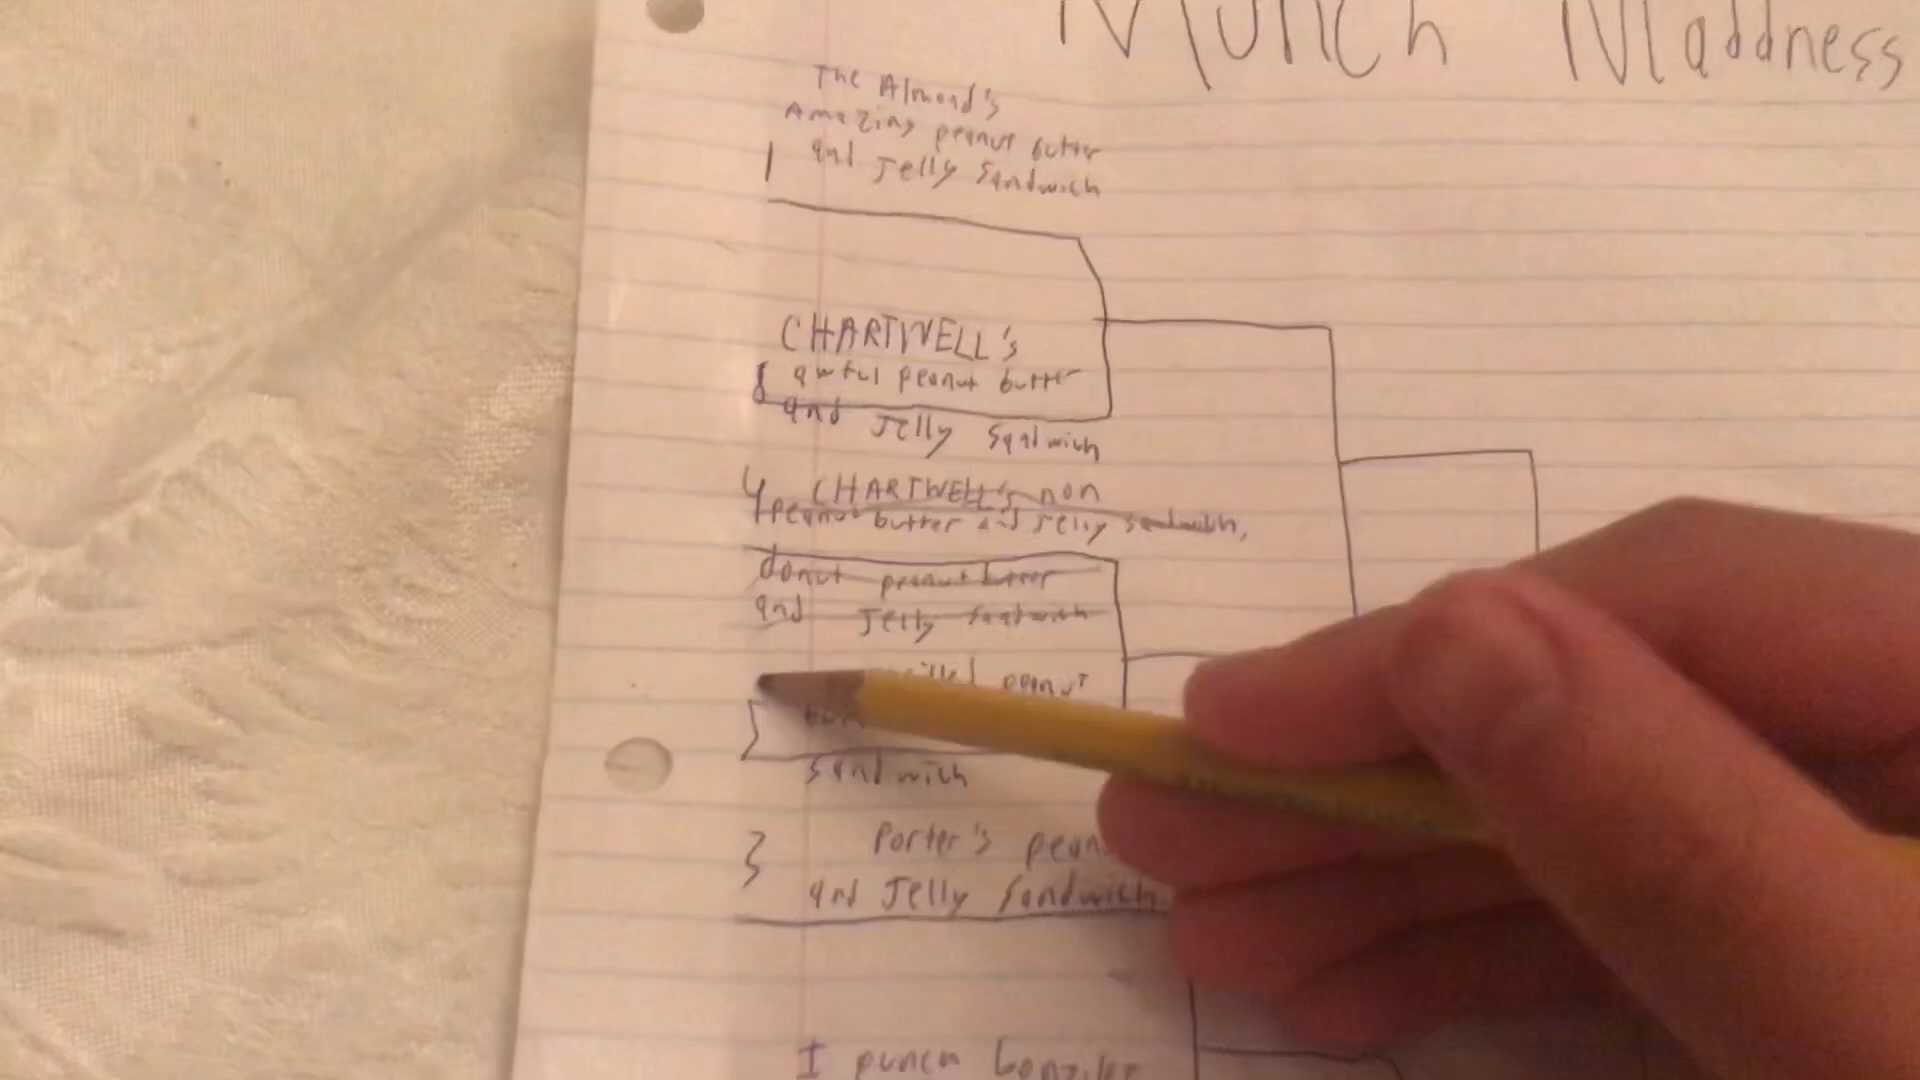 Munch Maddness
The Almond's
Amazing peanut butter
1 and Jelly Sandwich
CHARTWELL's
8 awful peanut butter
and Jelly Sandwich
4 CHARTWELL's non
peanut butter and Jelly sandwich,
donut peanut butter
and Jelly Sandwich
peanut
sandwich
3 Porter's
and Jelly Sandwich
I punch